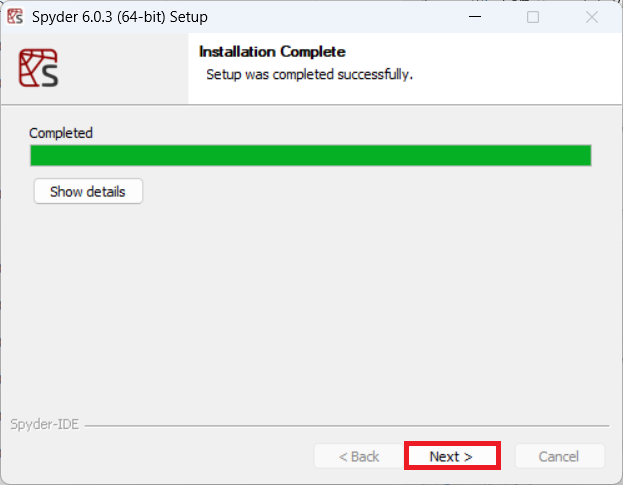 Spyder 6.0.3 (64-bit) Setup
Installation Complete
Setup was completed successfully.
S
Completed
Show details
Spyder-IDE
< Back
Next >
Cancel